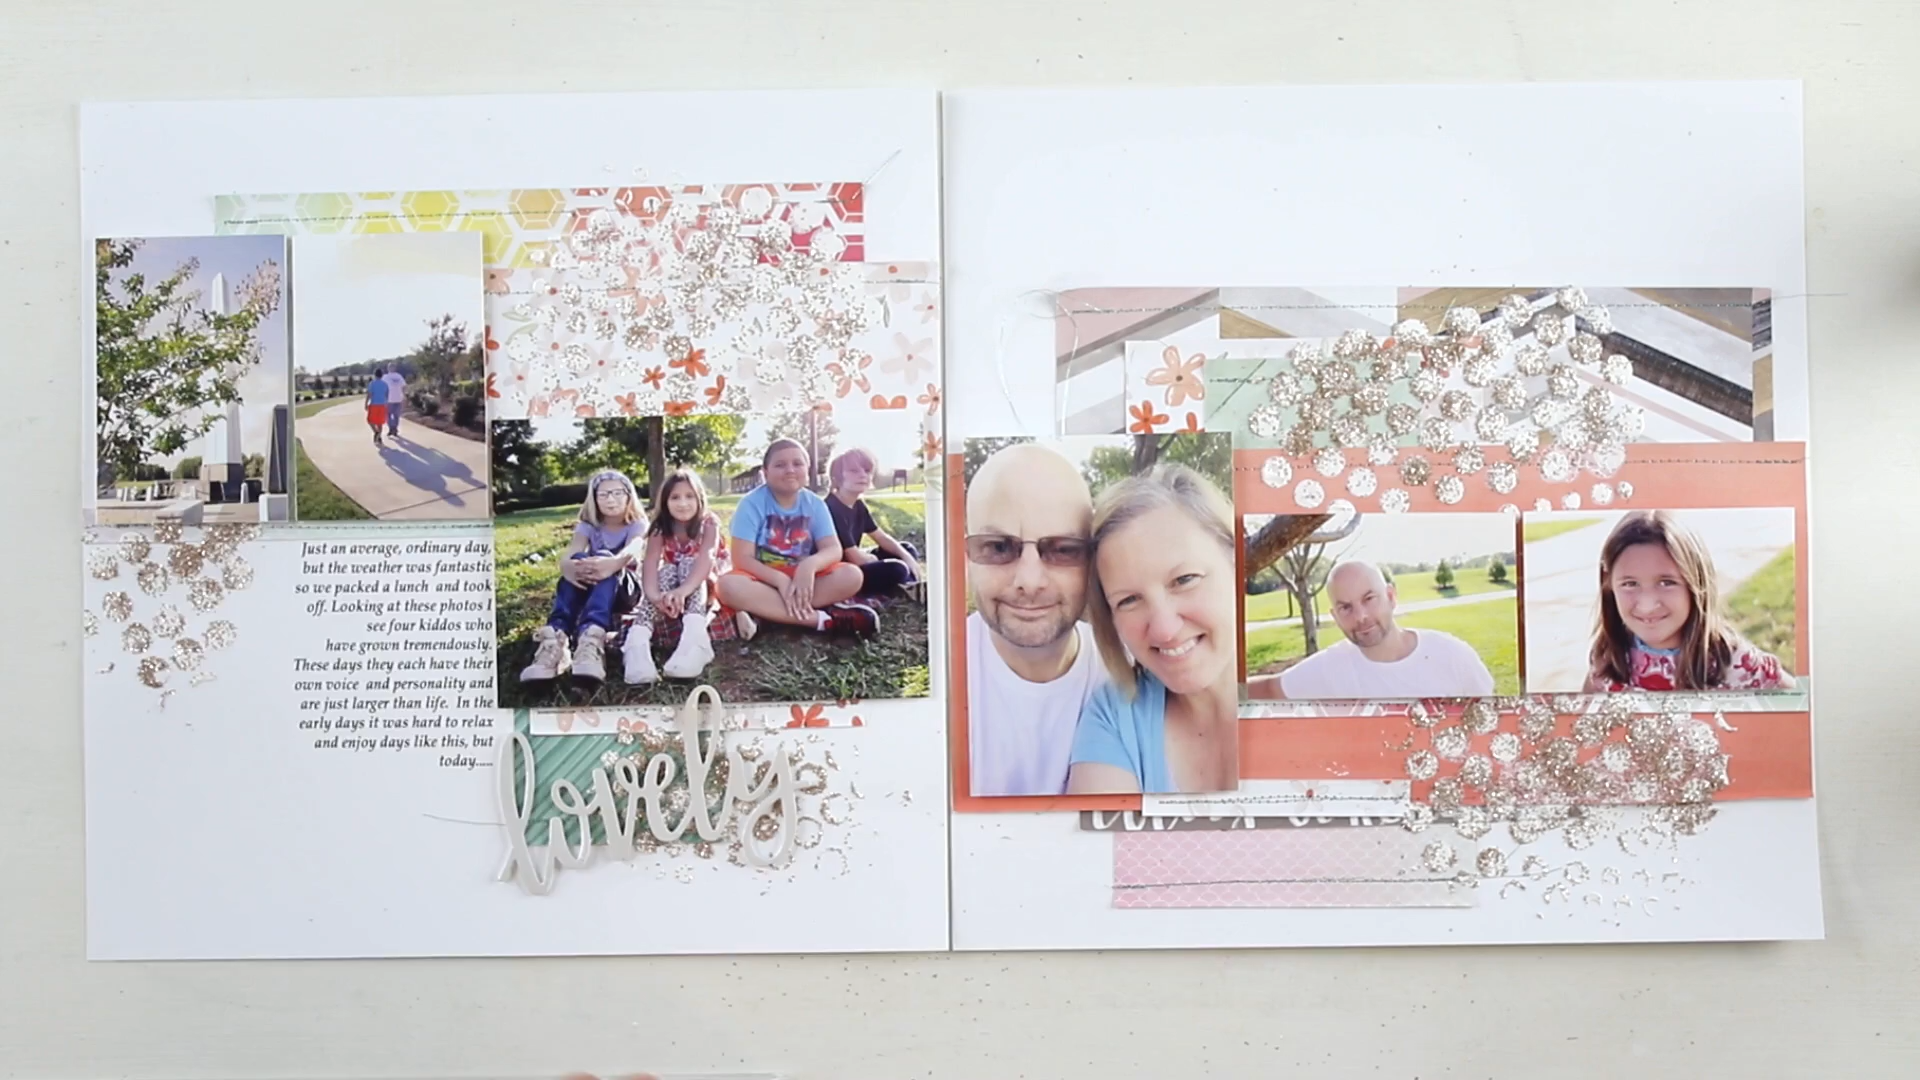 Just an average, ordinary day,
but the weather was fantastic
so we packed a lunch and took
off. Looking at these photos I
see four kiddos who
have grown tremendously.
These days they each have their
own voice and personality and
are just larger than life. In the
early days it was hard to relax
and enjoy days like this, but
today.....
lovely